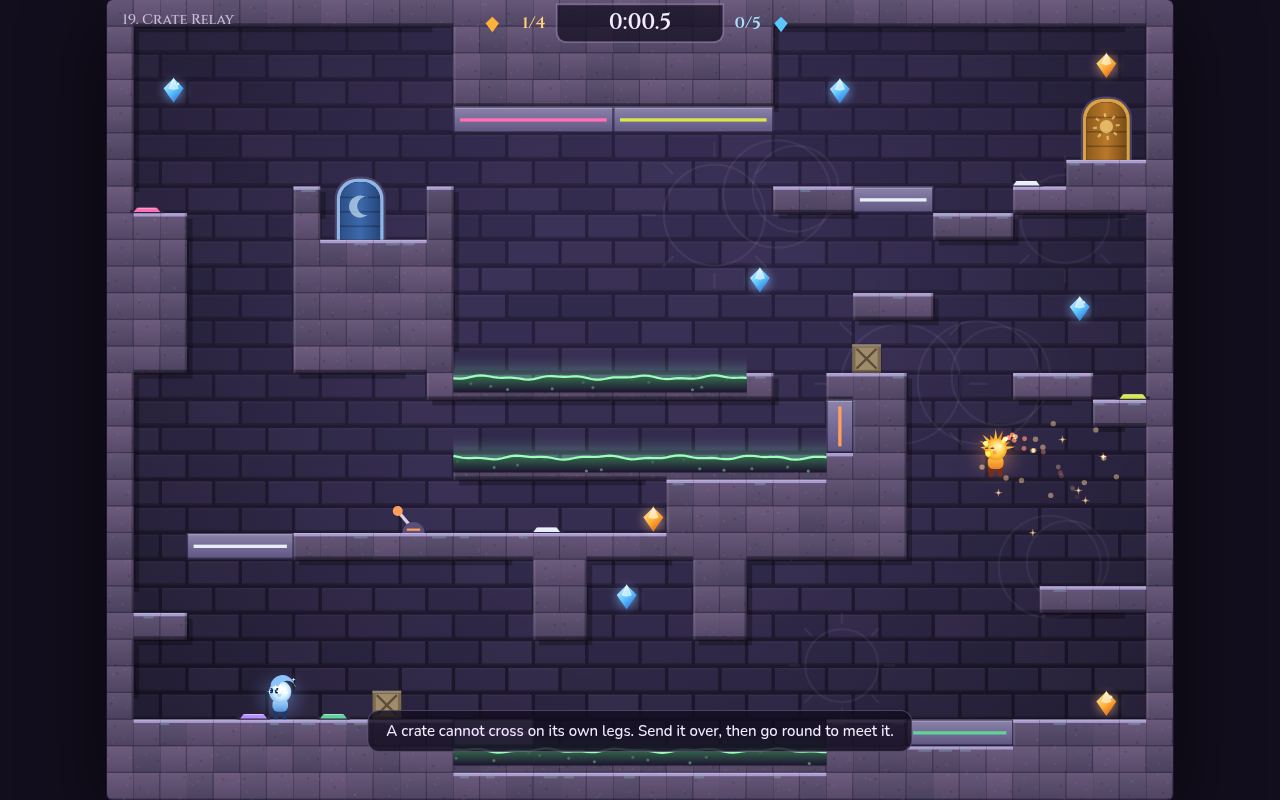 19. Crate Relay
1/4
0:00.5
0/5
A crate cannot cross on its own legs. Send it over, then go round to meet it.